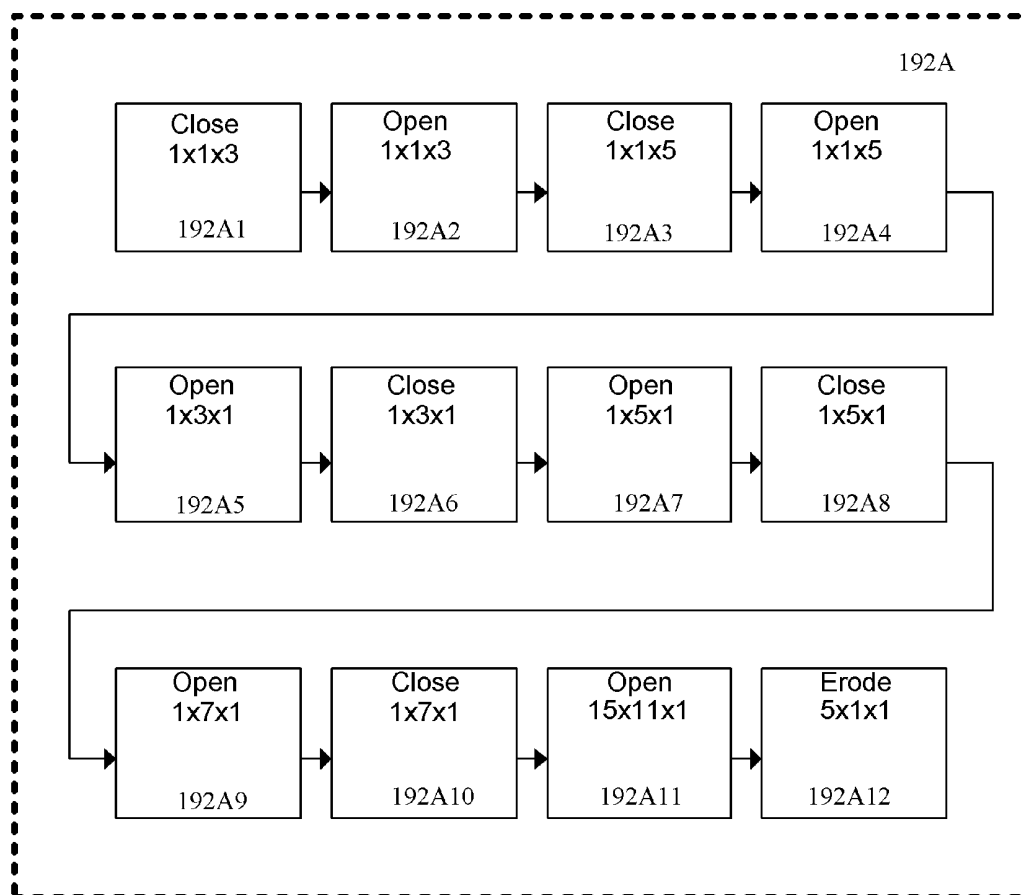 192A
Close
1x1x3
192A1
Open
1x1x3
192A2
Close
1x1x5
192A3
Open
1x1x5
192A4
Open
1x3x1
192A5
Close
1x3x1
192A6
Open
1x5x1
192A7
Close
1x5x1
192A8
Open
1x7x1
192A9
Close
1x7x1
192A10
Open
15x11x1
192A11
Erode
5x1x1
192A12